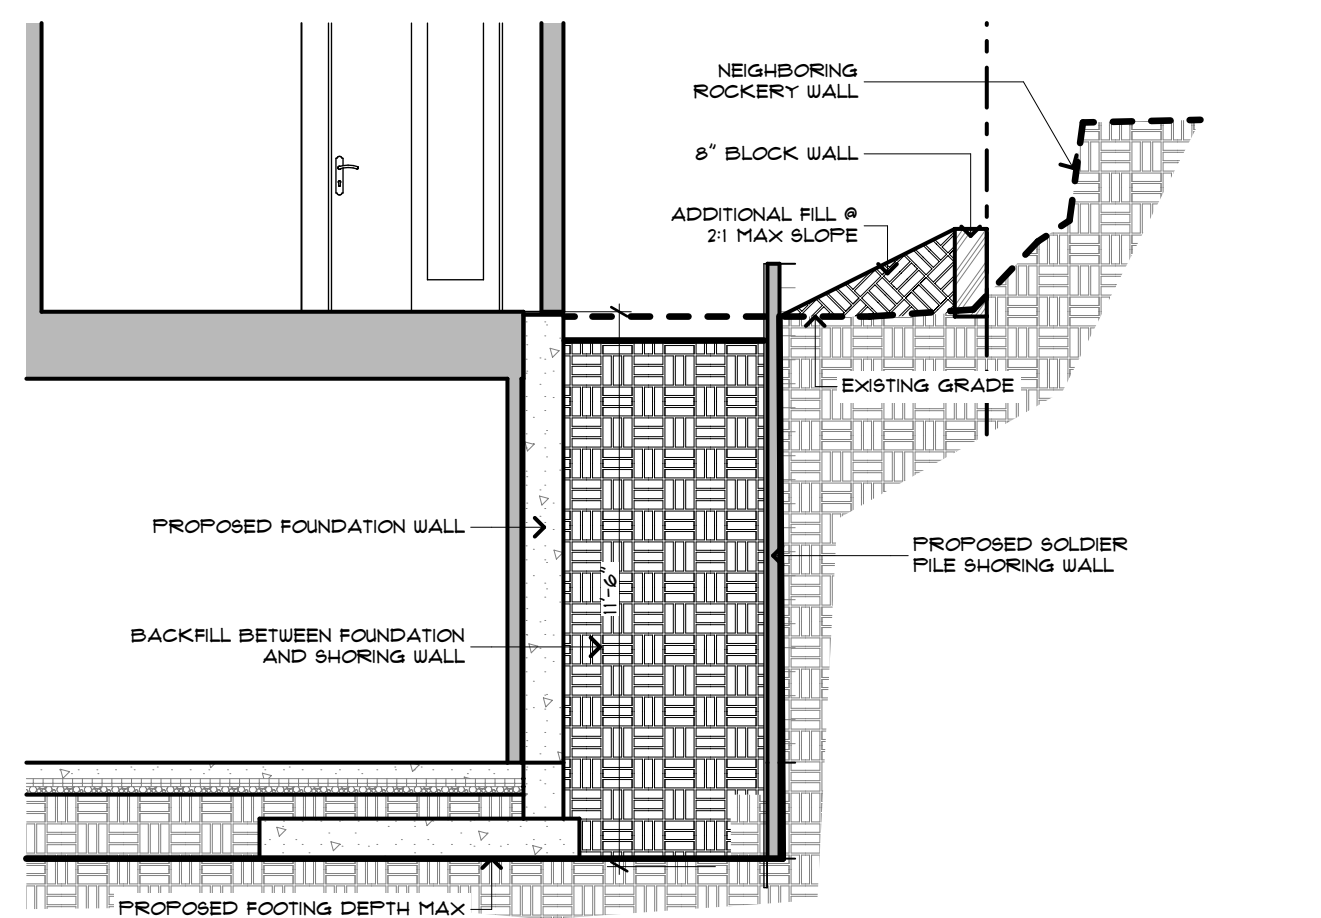 NEIGHBORING
ROCKERY WALL
8" BLOCK WALL
ADDITIONAL FILL @
2:1 MAX SLOPE
EXISTING GRADE
PROPOSED FOUNDATION WALL
PROPOSED SOLDIER
PILE SHORING WALL
11'-6"
BACKFILL BETWEEN FOUNDATION
AND SHORING WALL
PROPOSED FOOTING DEPTH MAX